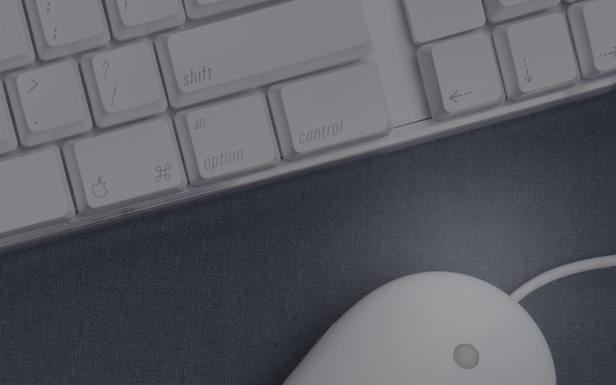 : ;
> .
? /
shift
alt
option
control
⌘